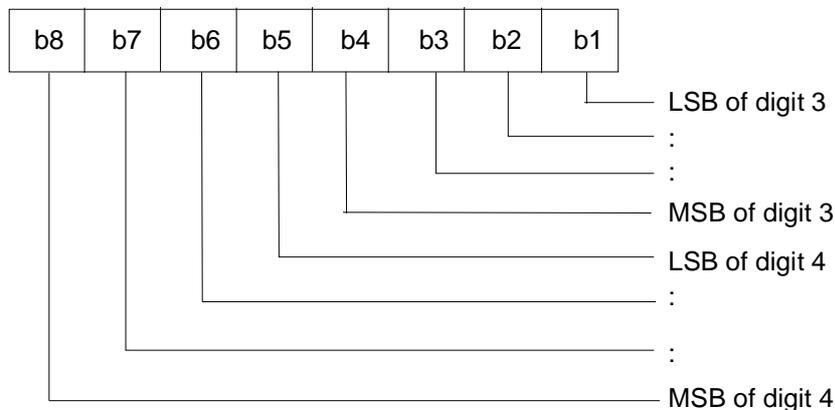 b8 b7 b6 b5 b4 b3 b2 b1
LSB of digit 3
:
:
MSB of digit 3
LSB of digit 4
:
:
MSB of digit 4